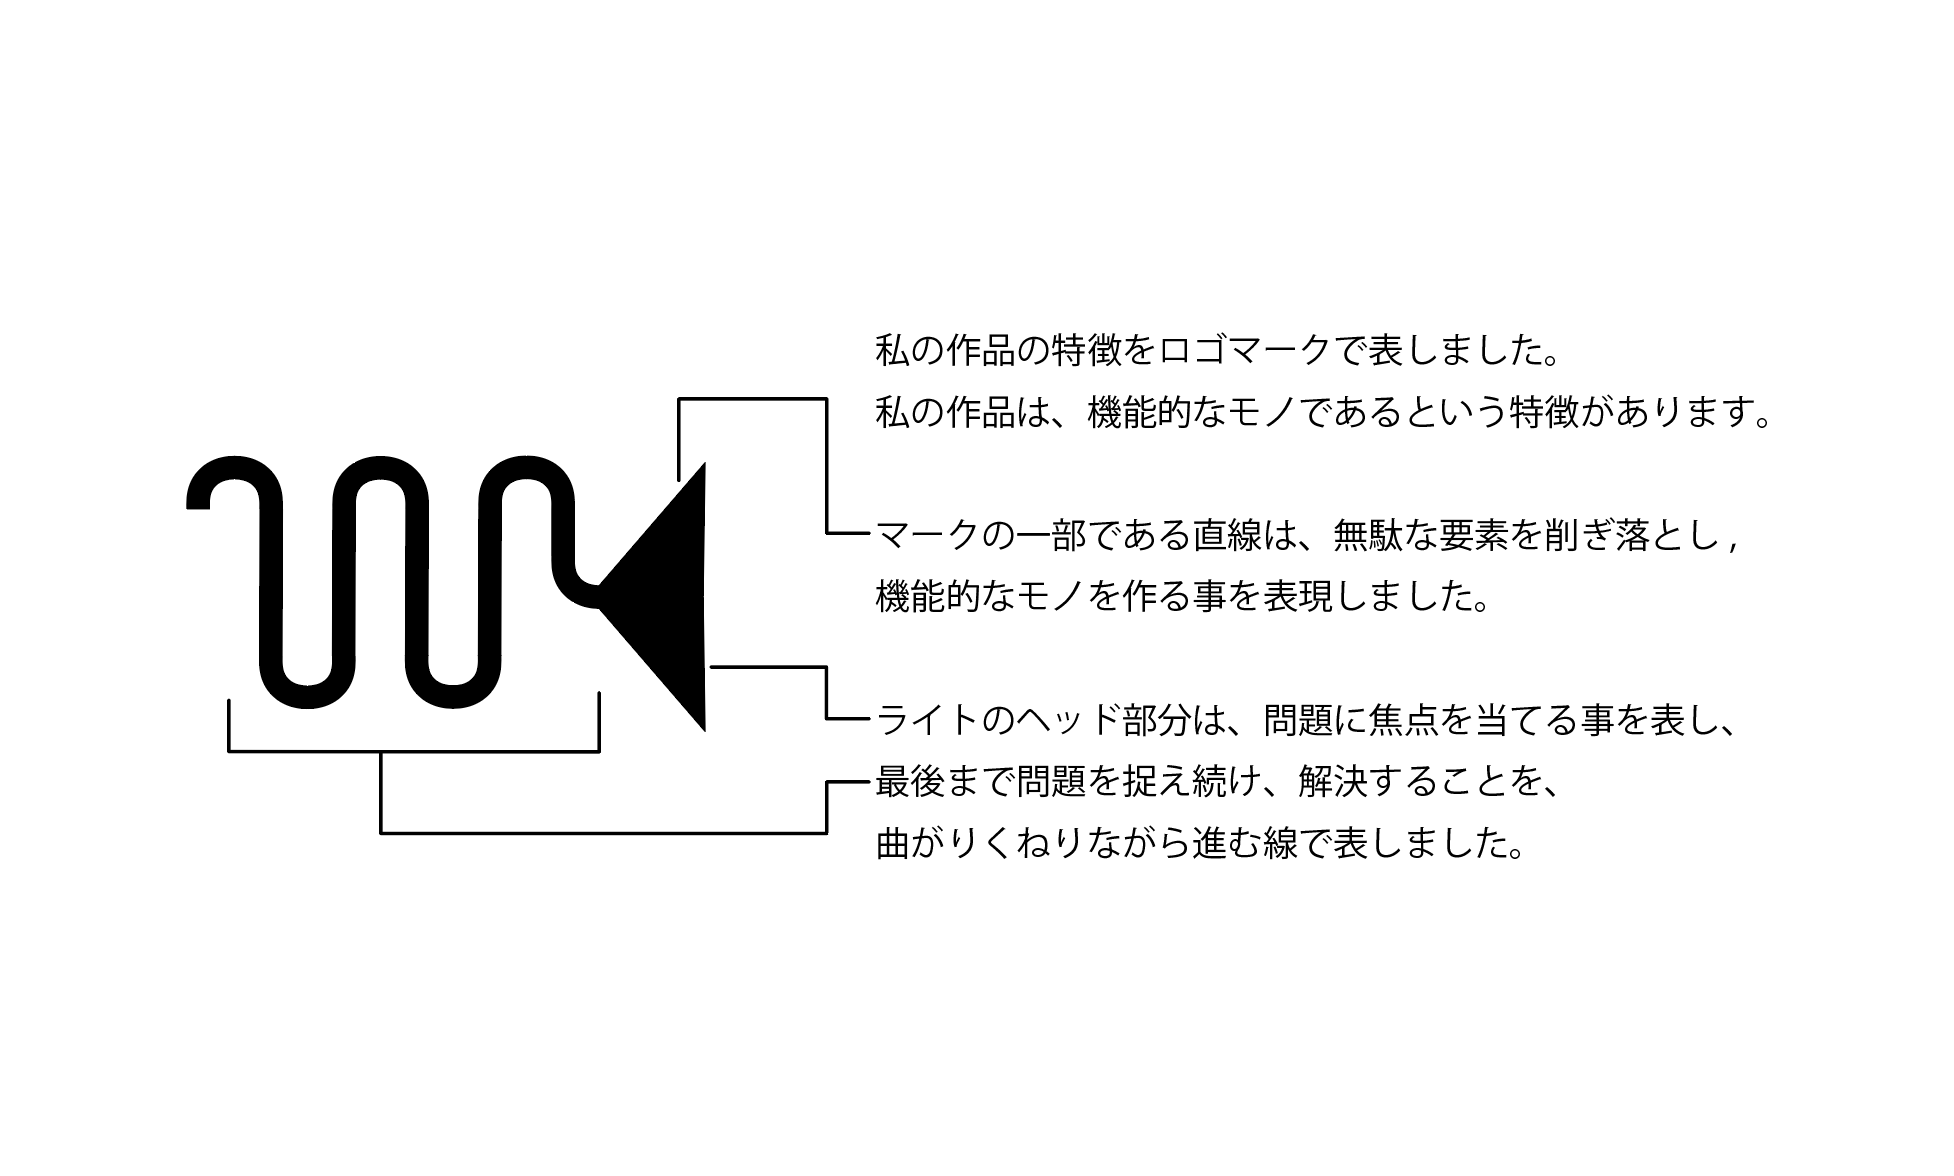 私の作品の特徴をロゴマークで表しました。
私の作品は、機能的なモノであるという特徴があります。
マークの一部である直線は、無駄な要素を削ぎ落とし ,
機能的なモノを作る事を表現しました。
ライトのヘッド部分は、問題に焦点を当てる事を表し、
最後まで問題を捉え続け、解決することを、
曲がりくねりながら進む線で表しました。